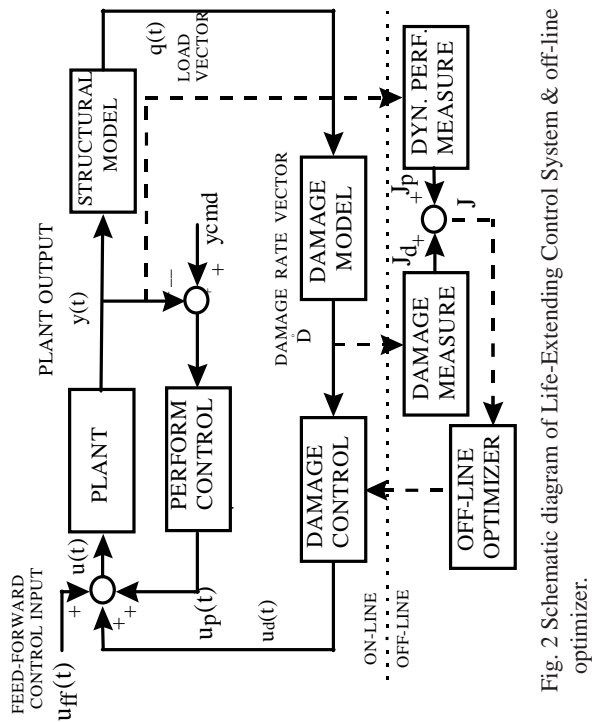 FEED-FORWARD
CONTROL INPUT
uff(t)
+
+
+
u(t)
PLANT
PLANT OUTPUT
y(t)
STRUCTURAL
MODEL
q(t)
LOAD
VECTOR
up(t)
PERFORM
CONTROL
—
+
ycmd
ud(t)
DAMAGE
CONTROL
DAMAGE RATE VECTOR
D
DAMAGE
MODEL
ON-LINE
OFF-LINE
OFF-LINE
OPTIMIZER
DAMAGE
MEASURE
Jd
+
+
Jp
J
DYN. PERF.
MEASURE
Fig. 2 Schematic diagram of Life-Extending Control System & off-line
optimizer.